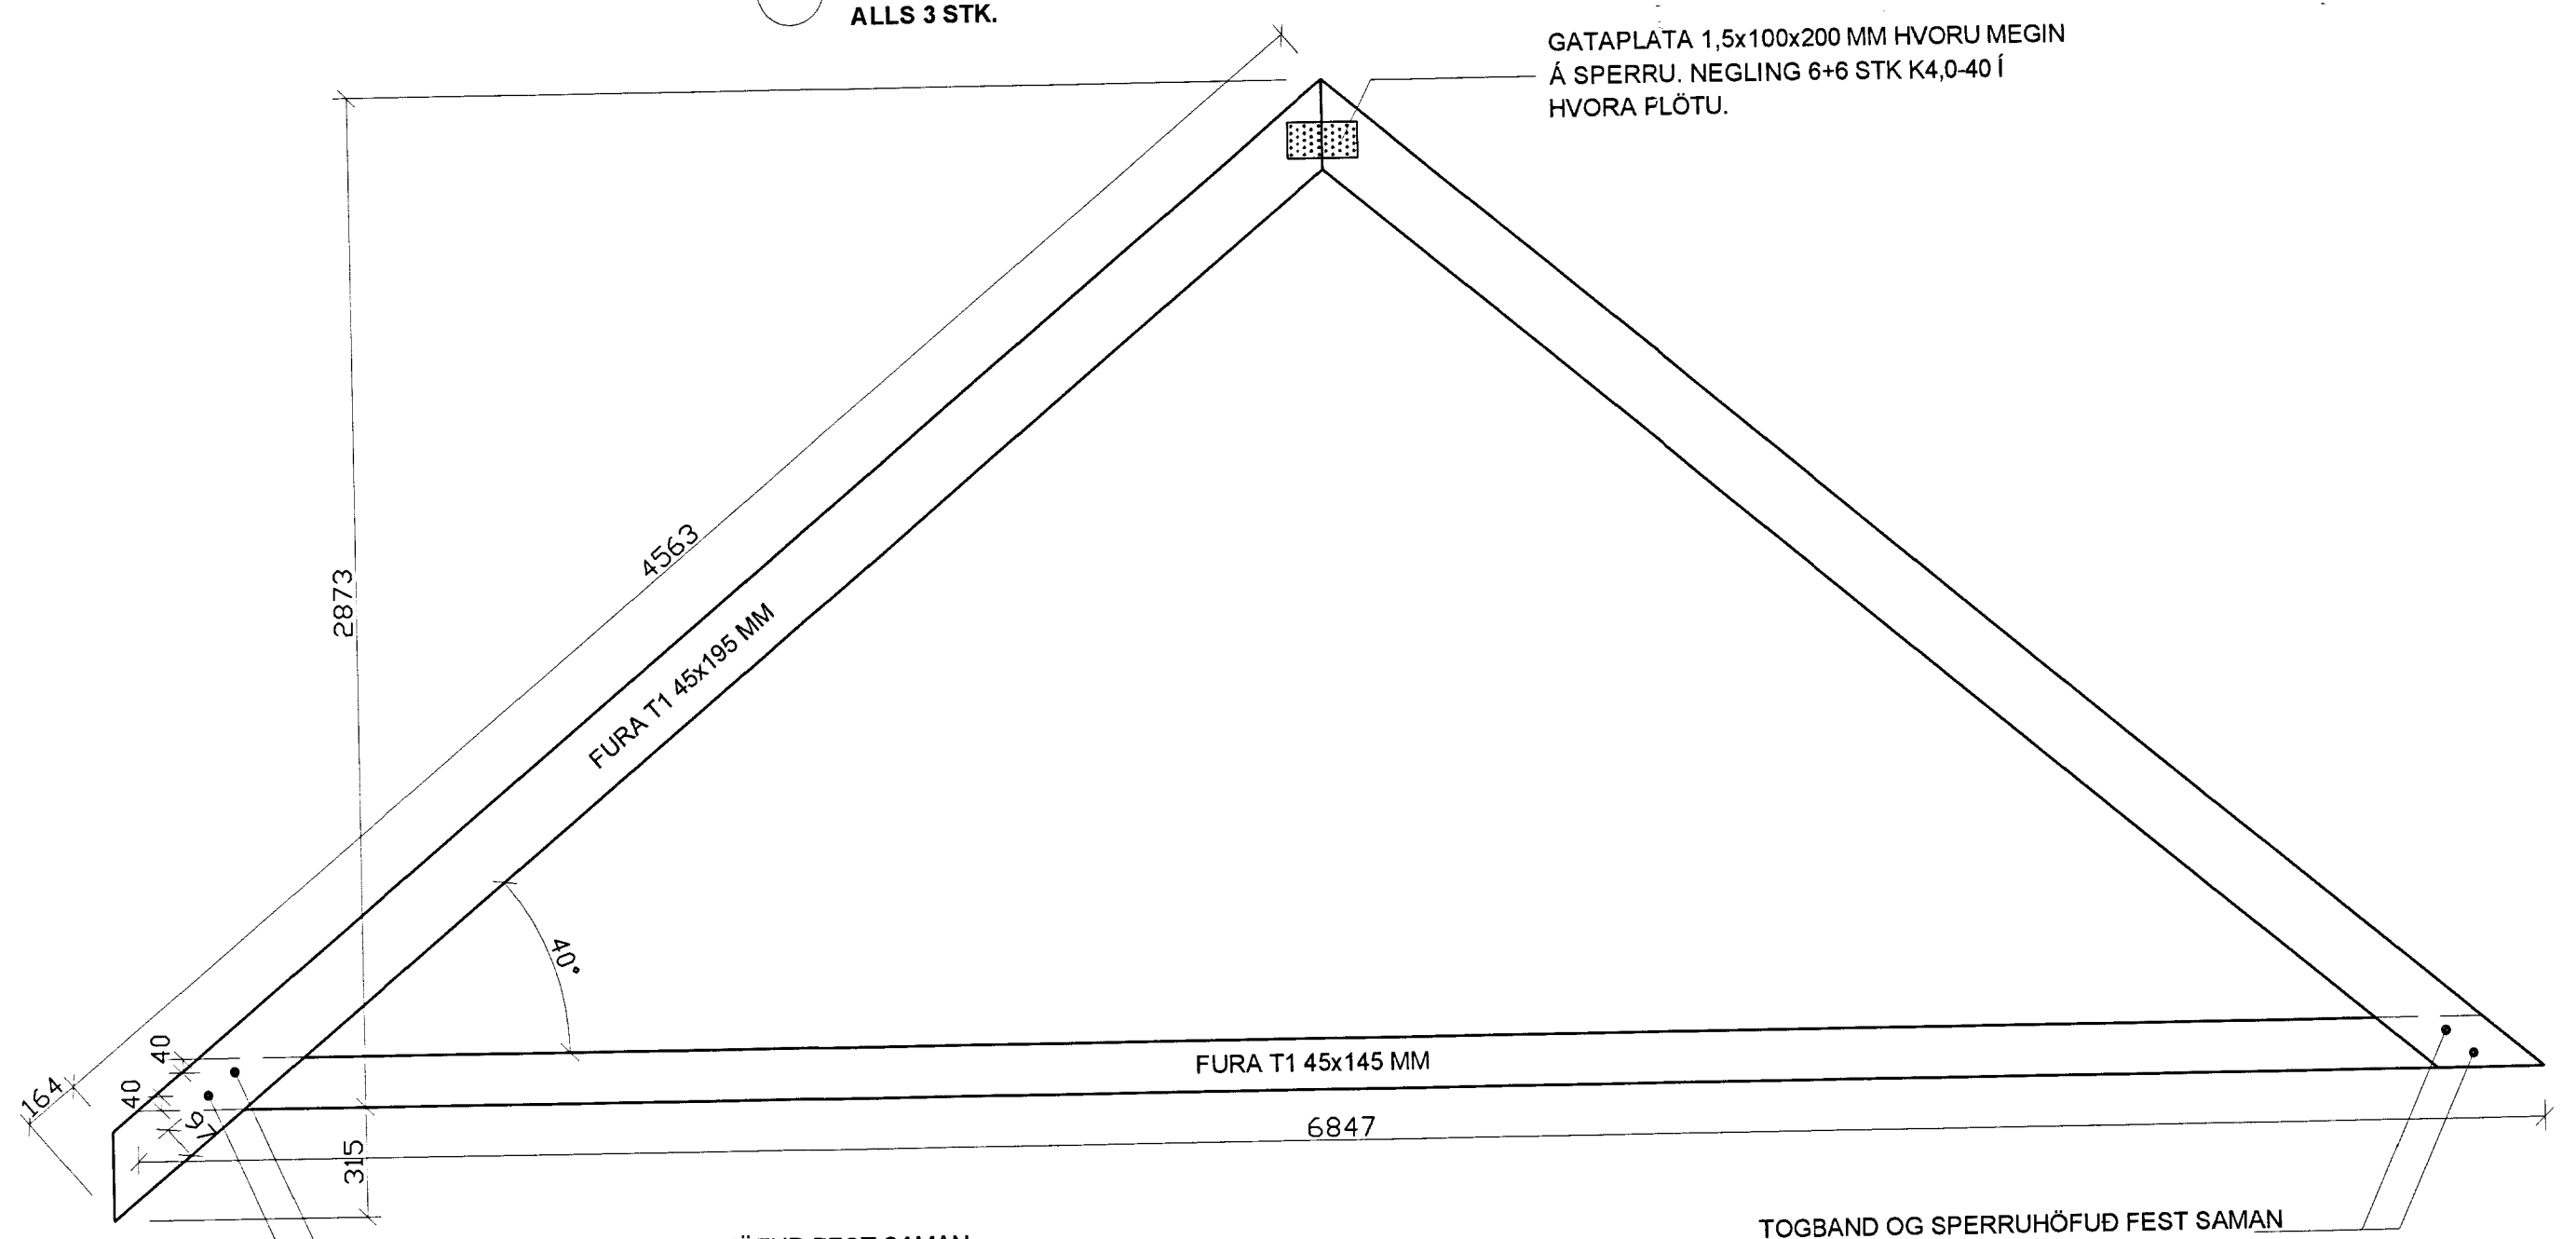 ALLS 3 STK.
GATAPLATA 1,5x100x200 MM HVORU MEGIN
Á SPERRU. NEGLING 6+6 STK K4,0-40 Í
HVORA PLÖTU.
4563
2873
FURA T1 45x195 MM
40°
40
40
164
FURA T1 45x145 MM
6847
315
TOGBAND OG SPERRUHÖFUÐ FEST SAMAN
FEST SAMAN